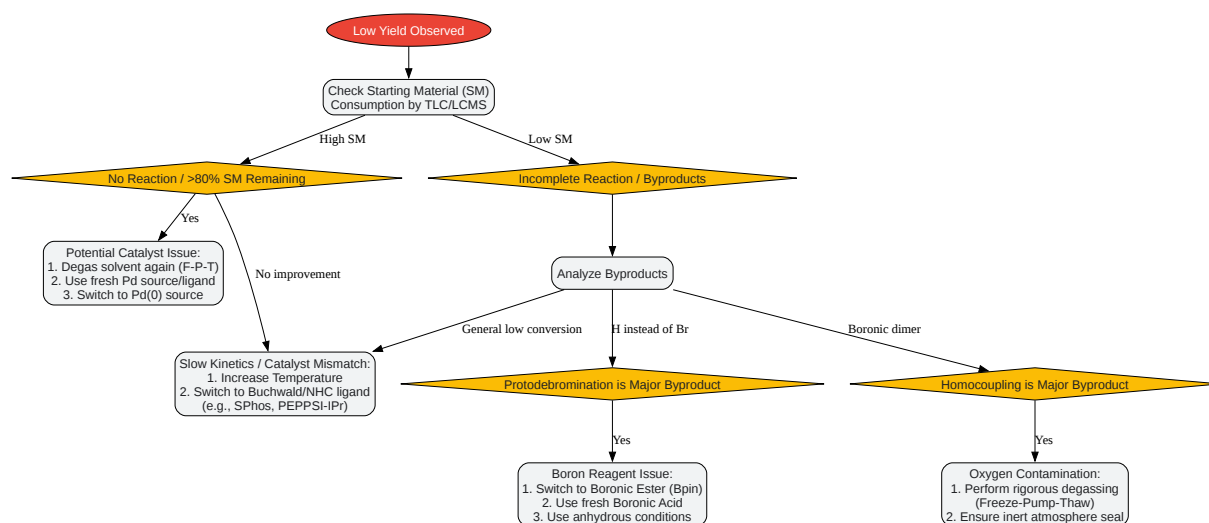 Low Yield Observed
Check Starting Material (SM)
Consumption by TLC/LCMS
High SM
Low SM
No Reaction / >80% SM Remaining
Incomplete Reaction / Byproducts
Yes
Potential Catalyst Issue:
1. Degas solvent again (F-P-T)
2. Use fresh Pd source/ligand
3. Switch to Pd(0) source
No improvement
Analyze Byproducts
General low conversion
H instead of Br
Boronic dimer
Slow Kinetics / Catalyst Mismatch:
1. Increase Temperature
2. Switch to Buchwald/NHC ligand
(e.g., SPhos, PEPPSI-IPr)
Protodebromination is Major Byproduct
Homocoupling is Major Byproduct
Yes
Yes
Boron Reagent Issue:
1. Switch to Boronic Ester (Bpin)
2. Use fresh Boronic Acid
3. Use anhydrous conditions
Oxygen Contamination:
1. Perform rigorous degassing
(Freeze-Pump-Thaw)
2. Ensure inert atmosphere seal